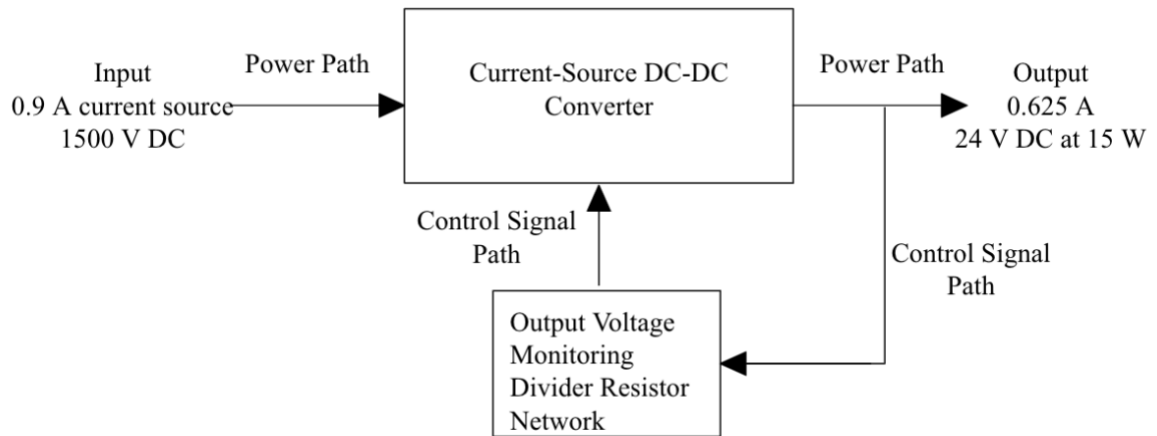 Input
0.9 A current source
1500 V DC
Power Path
Current-Source DC-DC
Converter
Power Path
Output
0.625 A
24 V DC at 15 W
Control Signal
Path
Control Signal
Path
Output Voltage
Monitoring
Divider Resistor
Network